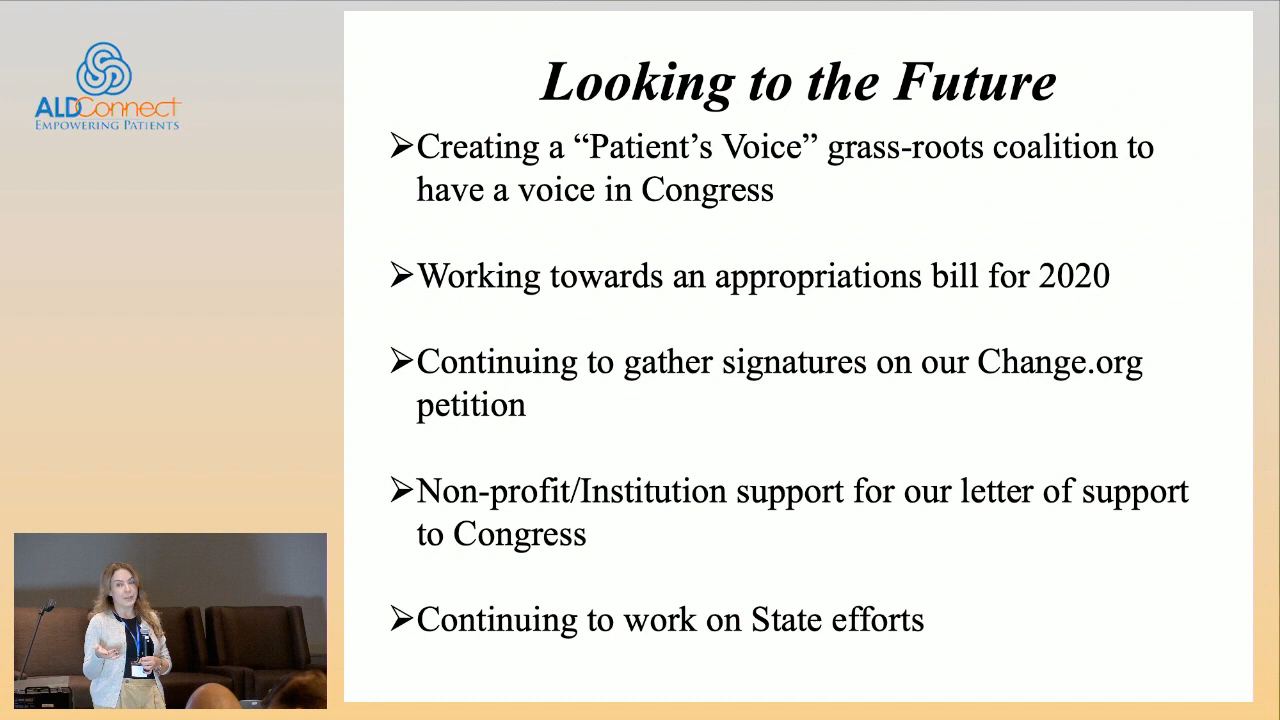 ALD Connect
EMPOWERING PATIENTS
Looking to the Future
➢Creating a “Patient’s Voice” grass-roots coalition to
have a voice in Congress
➢Working towards an appropriations bill for 2020
➢Continuing to gather signatures on our Change.org
petition
➢Non-profit/Institution support for our letter of support
to Congress
➢Continuing to work on State efforts